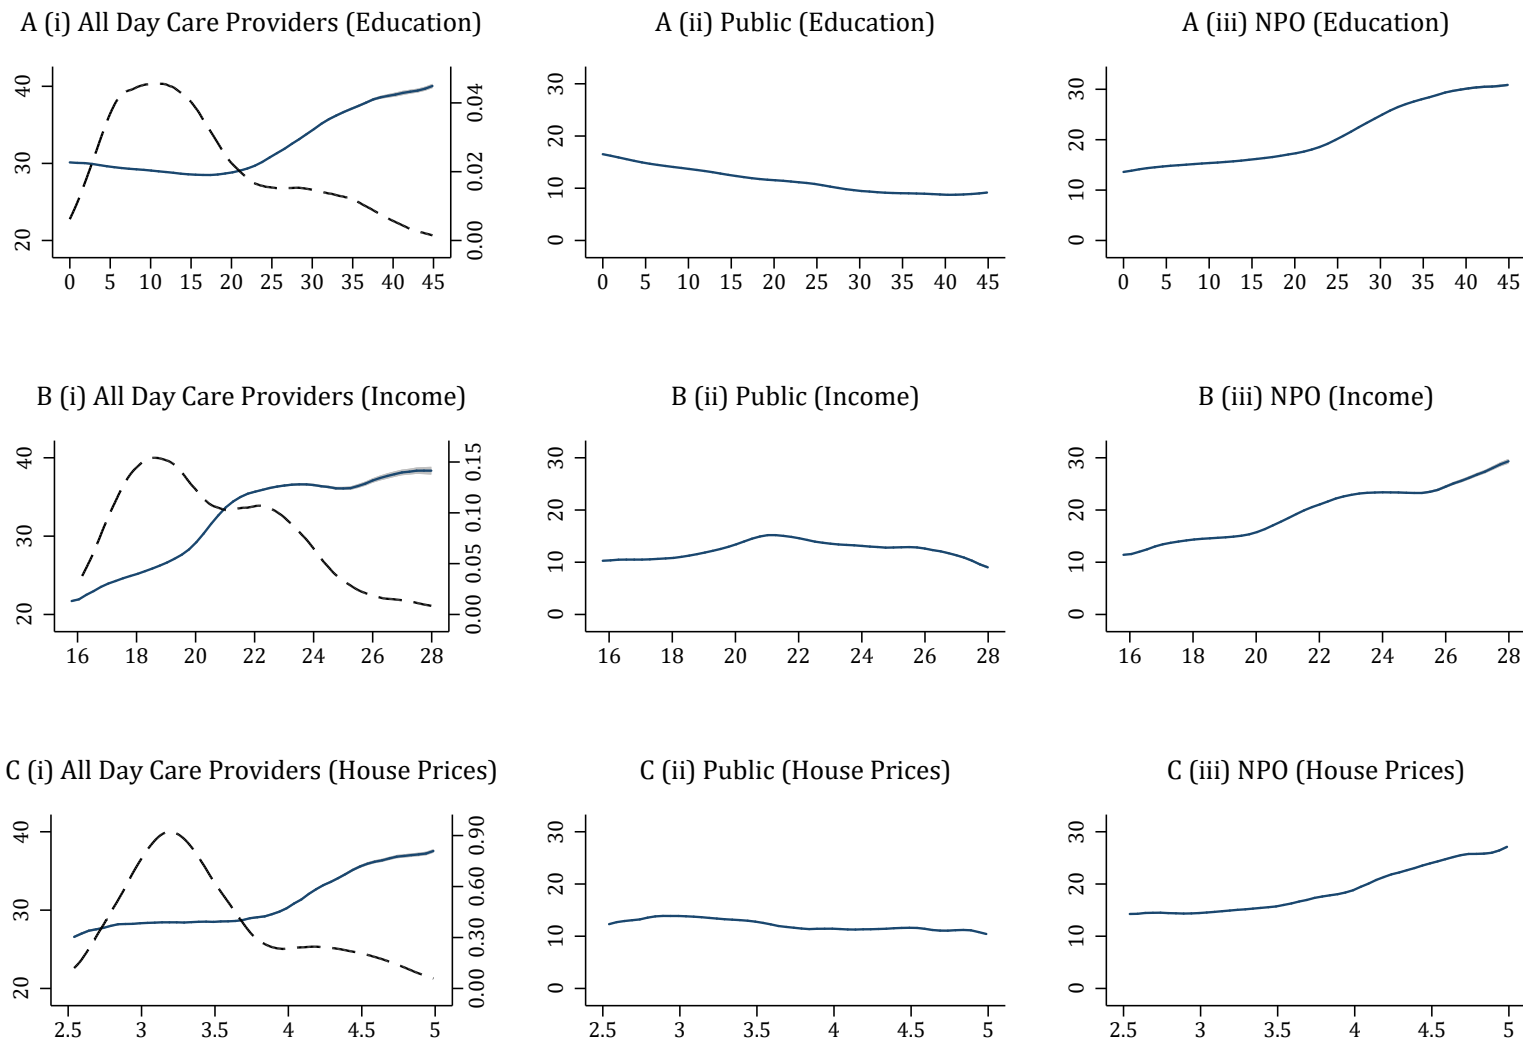 A (i) All Day Care Providers (Education)
A (ii) Public (Education)
A (iii) NPO (Education)
40
30
20
0.04
0.02
0.00
0 5 10 15 20 25 30 35 40 45
30
20
10
0
0 5 10 15 20 25 30 35 40 45
30
20
10
0
0 5 10 15 20 25 30 35 40 45
B (i) All Day Care Providers (Income)
B (ii) Public (Income)
B (iii) NPO (Income)
40
30
20
0.15
0.10
0.05
0.00
16 18 20 22 24 26 28
30
20
10
0
16 18 20 22 24 26 28
30
20
10
0
16 18 20 22 24 26 28
C (i) All Day Care Providers (House Prices)
C (ii) Public (House Prices)
C (iii) NPO (House Prices)
40
30
20
0.90
0.60
0.30
0.00
2.5 3 3.5 4 4.5 5
30
20
10
0
2.5 3 3.5 4 4.5 5
30
20
10
0
2.5 3 3.5 4 4.5 5